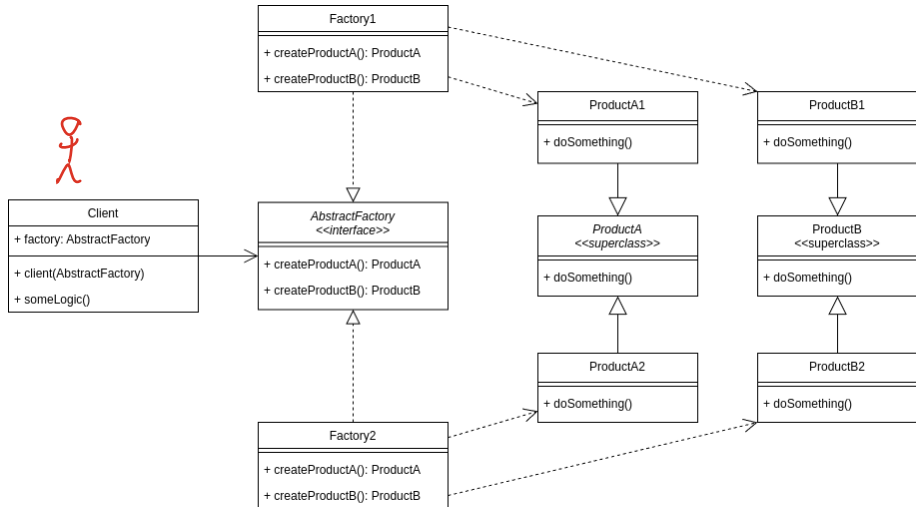 Factory1
+ createProductA(): ProductA
+ createProductB(): ProductB
ProductA1
+ doSomething()
ProductB1
+ doSomething()
Client
+ factory: AbstractFactory
+ client(AbstractFactory)
+ someLogic()
AbstractFactory
<<interface>>
+ createProductA(): ProductA
+ createProductB(): ProductB
ProductA
<<superclass>>
+ doSomething()
ProductB
<<superclass>>
+ doSomething()
ProductA2
+ doSomething()
ProductB2
+ doSomething()
Factory2
+ createProductA(): ProductA
+ createProductB(): ProductB